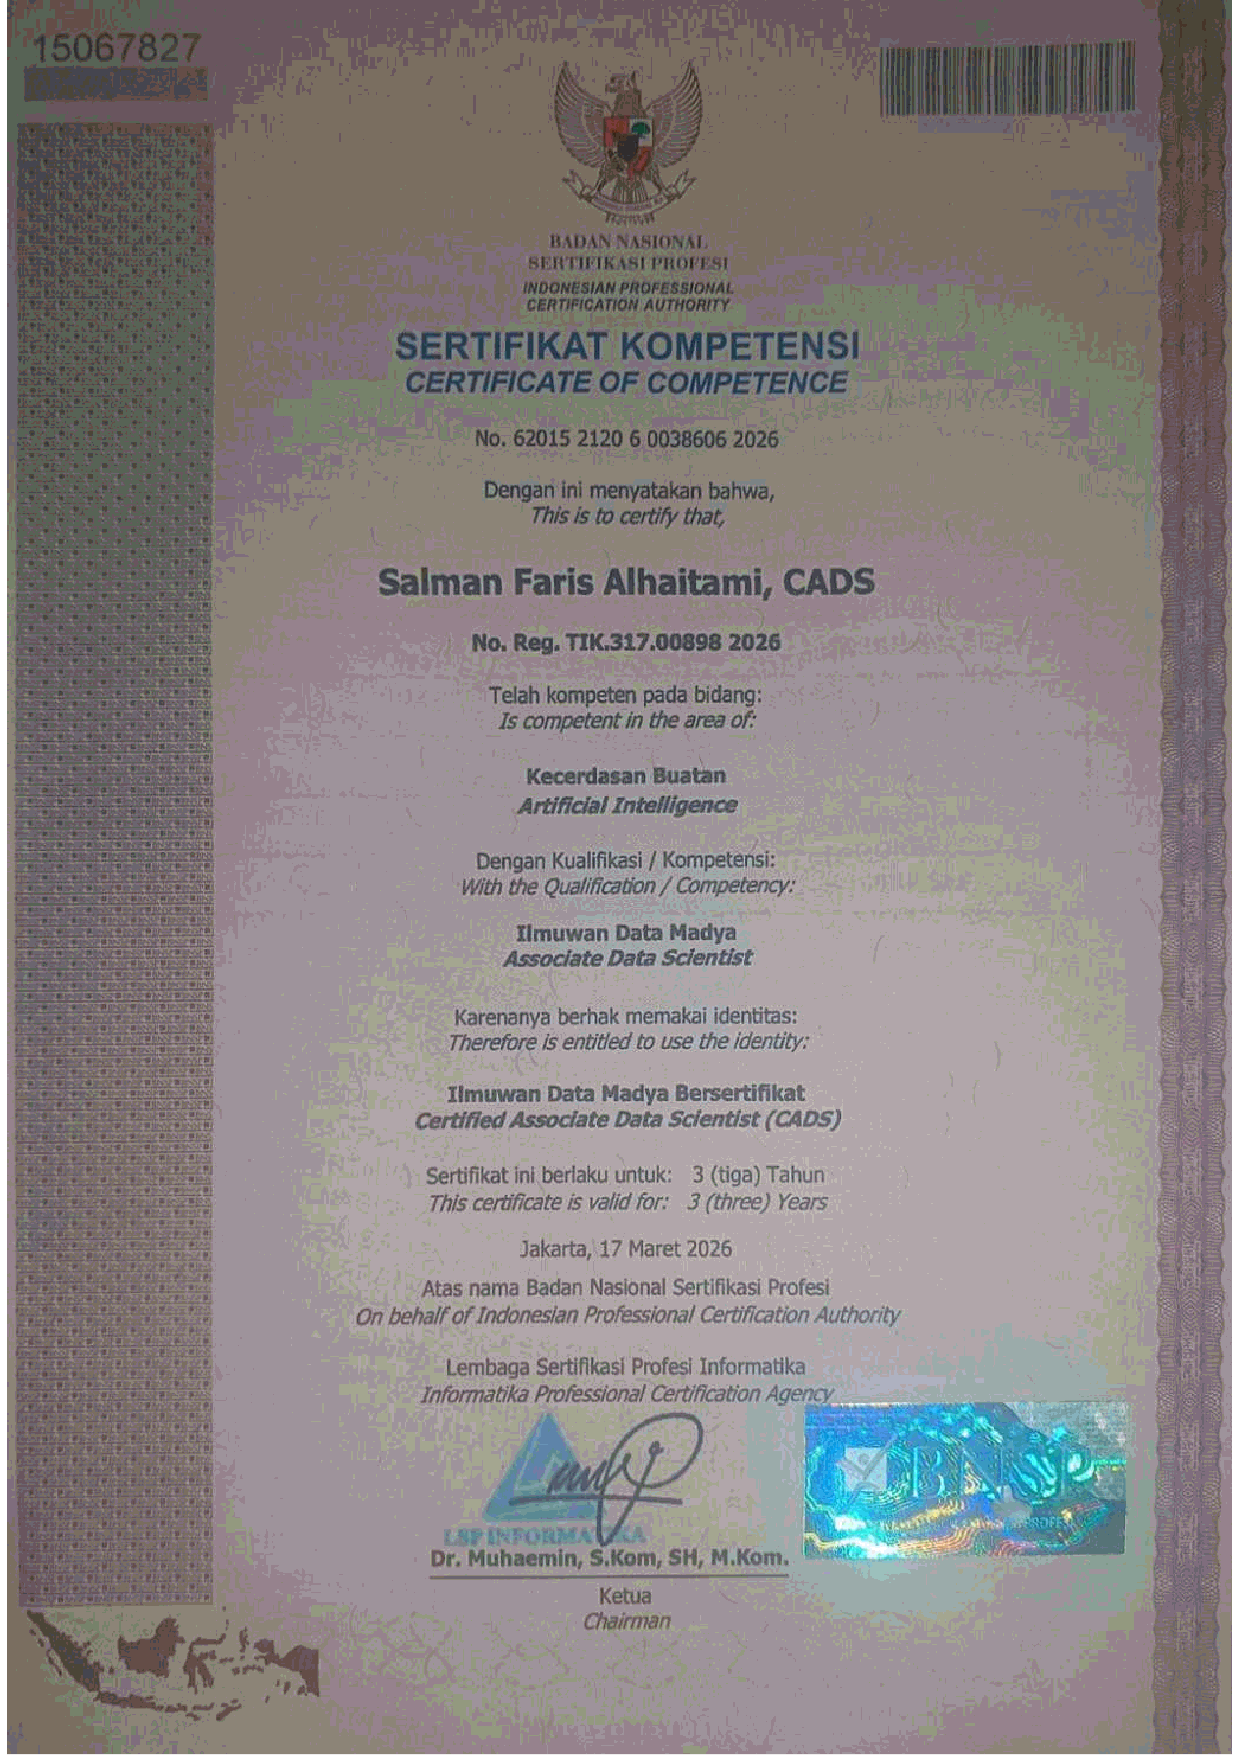 15067827
BADAN NASIONAL
SERTIFIKASI PROFESI
INDONESIAN PROFESSIONAL
CERTIFICATION AUTHORITY
SERTIFIKAT KOMPETENSI
CERTIFICATE OF COMPETENCE
No. 62015 2120 6 0038606 2026
Dengan ini menyatakan bahwa,
This is to certify that,
Salman Faris Alhaitami, CADS
No. Reg. TIK.317.00898 2026
Telah kompeten pada bidang:
Is competent in the area of:
Kecerdasan Buatan
Artificial Intelligence
Dengan Kualifikasi / Kompetensi:
With the Qualification / Competency:
Ilmuwan Data Madya
Associate Data Scientist
Karenanya berhak memakai identitas:
Therefore is entitled to use the identity:
Ilmuwan Data Madya Bersertifikat
Certified Associate Data Scientist (CADS)
Sertifikat ini berlaku untuk: 3 (tiga) Tahun
This certificate is valid for: 3 (three) Years
Jakarta, 17 Maret 2026
Atas nama Badan Nasional Sertifikasi Profesi
On behalf of Indonesian Professional Certification Authority
Lembaga Sertifikasi Profesi Informatika
Informatika Professional Certification Agency
BNSP
LSP INFORMATIKA
Dr. Muhaemin, S.Kom, SH, M.Kom.
Ketua
Chairman